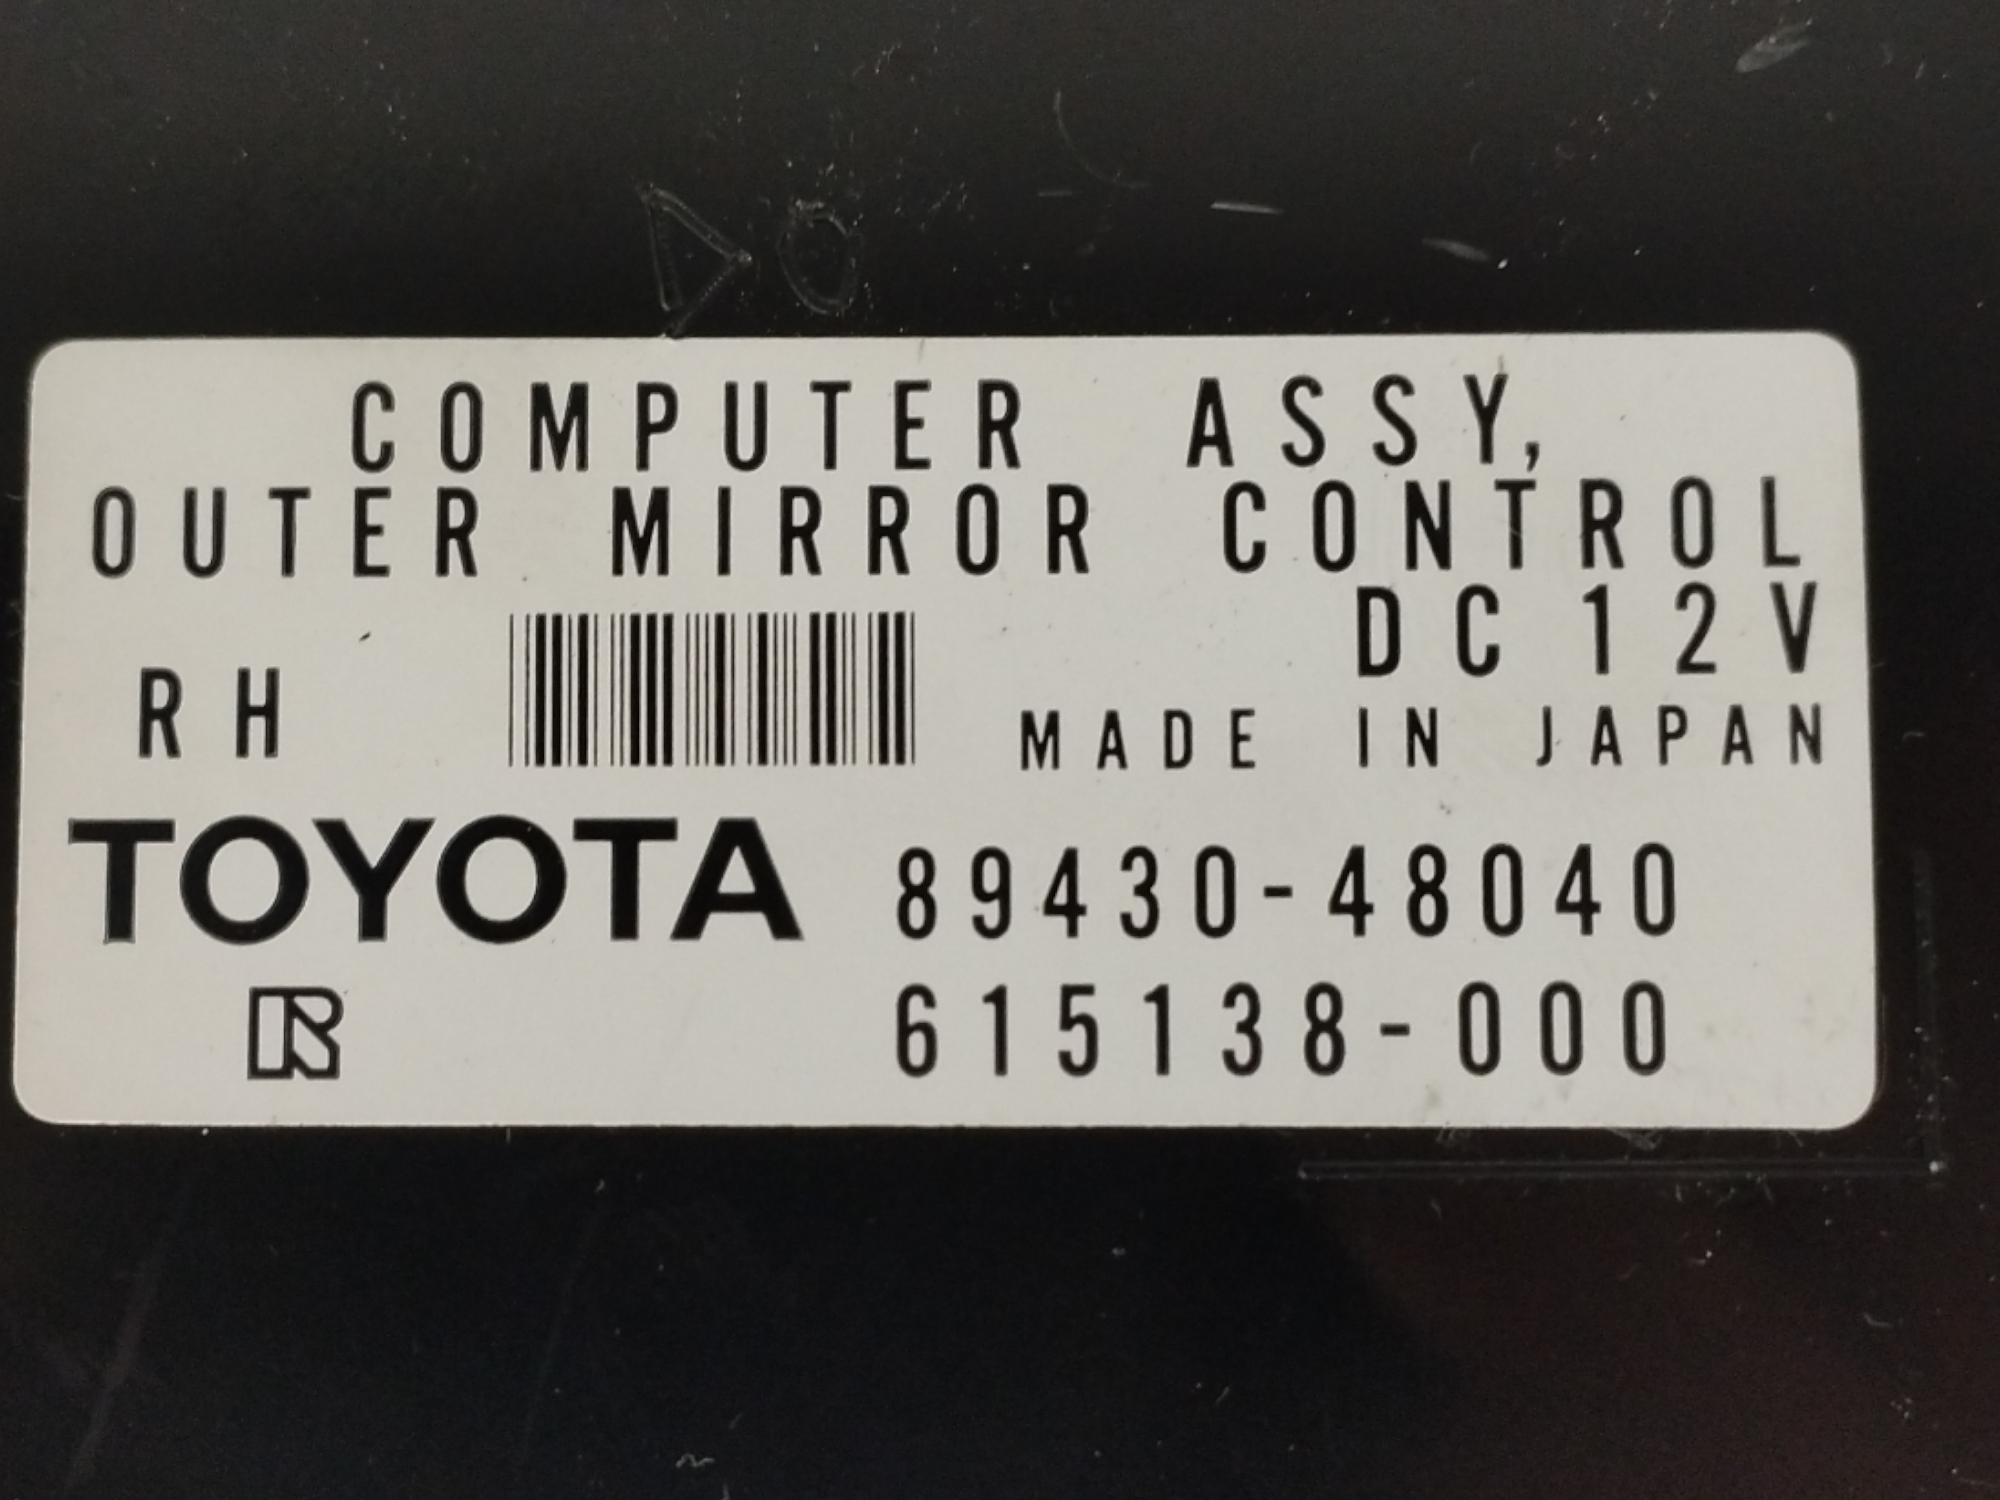 COMPUTER ASSY,
OUTER MIRROR CONTROL
DC12V
RH
MADE IN JAPAN
TOYOTA 89430-48040
R 615138-000